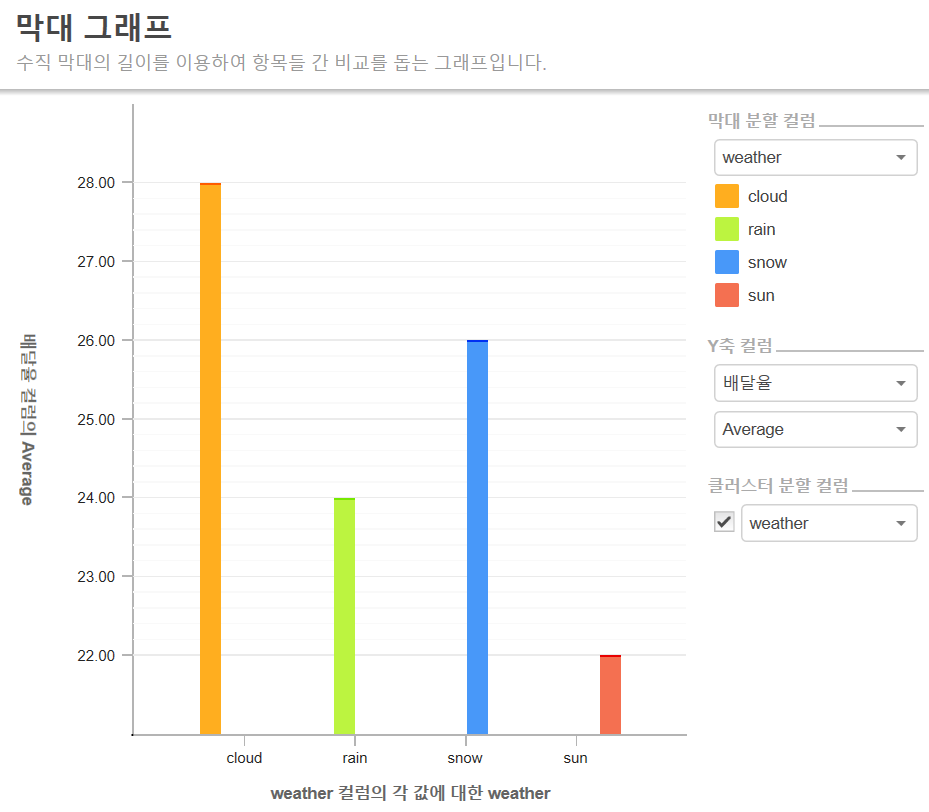 막대 그래프
수직 막대의 길이를 이용하여 항목들 간 비교를 돕는 그래프입니다.
배달율 컬럼의 Average
28.00
27.00
26.00
25.00
24.00
23.00
22.00
cloud
rain
snow
sun
weather 컬럼의 각 값에 대한 weather
막대 분할 컬럼
weather
cloud
rain
snow
sun
Y축 컬럼
배달율
Average
클러스터 분할 컬럼
weather